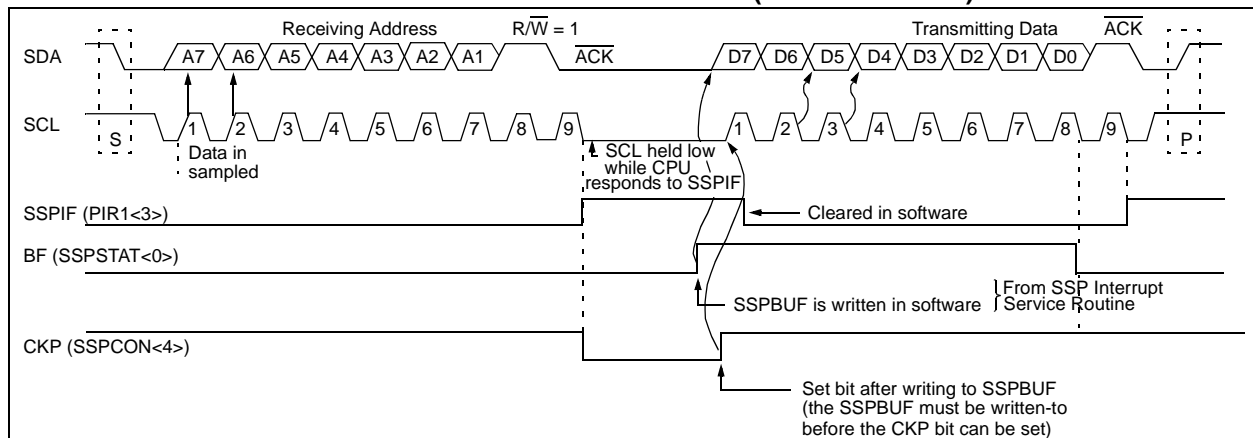 Receiving Address
R/W = 1
ACK
Transmitting Data
ACK
SDA
A7 A6 A5 A4 A3 A2 A1
D7 D6 D5 D4 D3 D2 D1 D0
SCL
S
1 2 3 4 5 6 7 8 9
1 2 3 4 5 6 7 8 9
P
Data in
sampled
SCL held low
while CPU
responds to SSPIF
SSPIF (PIR1<3>)
Cleared in software
BF (SSPSTAT<0>)
SSPBUF is written in software
From SSP Interrupt
Service Routine
CKP (SSPCON<4>)
Set bit after writing to SSPBUF
(the SSPBUF must be written-to
before the CKP bit can be set)